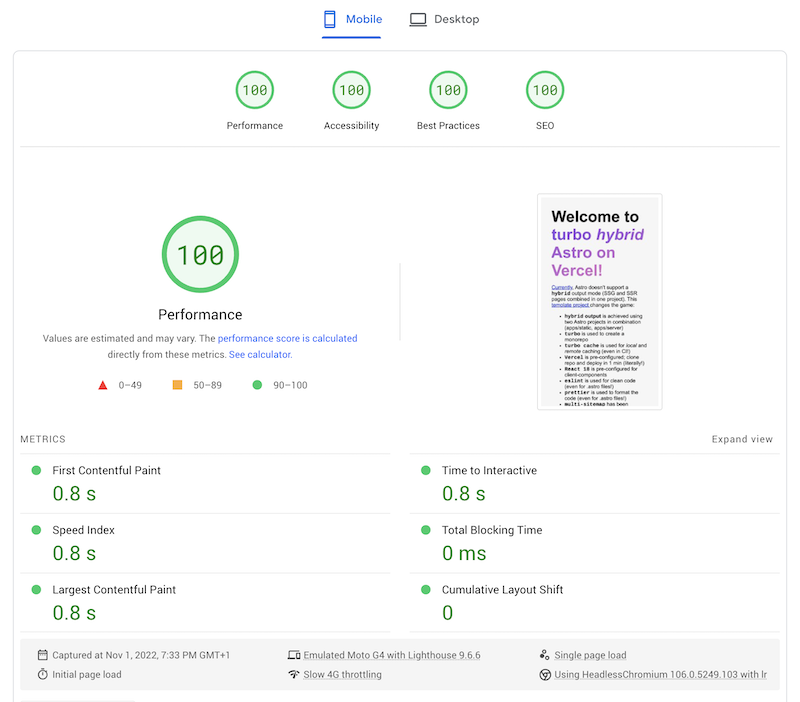 Mobile
Desktop
100
100
100
100
Performance
Accessibility
Best Practices
SEO
100
Performance
Values are estimated and may vary. The performance score is calculated
directly from these metrics. See calculator.
0–49
50–89
90–100
Welcome to
turbo hybrid
Astro on
Vercel!
Currently, Astro doesn't support a
hybrid output mode (SSG and SSR
pages combined in one project). This
template project changes the game:
hybrid output is achieved using
two Astro projects in combination
(apps/static, apps/server)
turbo is used to create a
monorepo
turbo cache is used for local and
remote caching (even in CI!)
Vercel is pre-configured; clone
repo and deploy in 1 min (literally!)
React 18 is pre-configured for
client-components
eslint is used for clean code
(even for .astro files!)
prettier is used to format the
code (even for .astro files!)
multi-sitemap has been
METRICS
Expand view
First Contentful Paint
0.8 s
Time to Interactive
0.8 s
Speed Index
0.8 s
Total Blocking Time
0 ms
Largest Contentful Paint
0.8 s
Cumulative Layout Shift
0
Captured at Nov 1, 2022, 7:33 PM GMT+1
Emulated Moto G4 with Lighthouse 9.6.6
Single page load
Initial page load
Slow 4G throttling
Using HeadlessChromium 106.0.5249.103 with lr